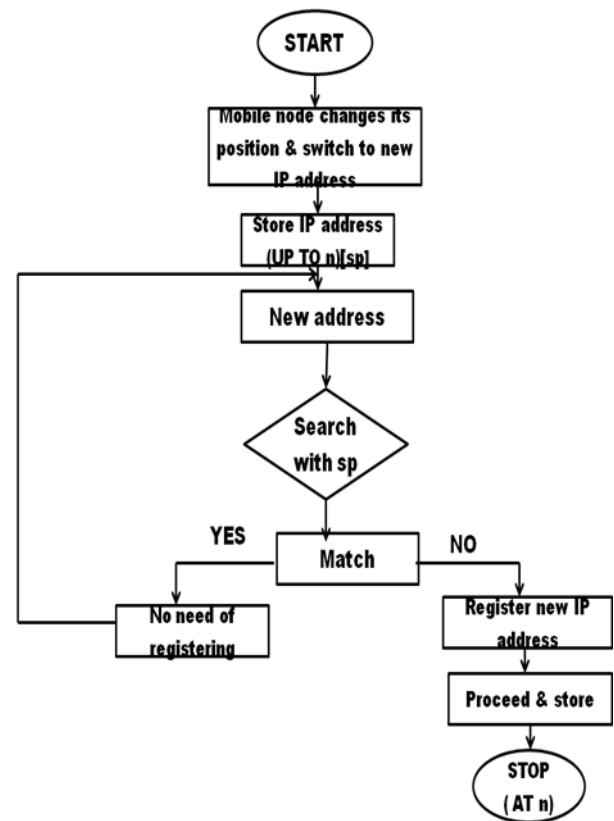 START
Mobile node changes its
position & switch to new
IP address
Store IP address
(UP TO n)[sp]
New address
Search
with sp
YES
Match
NO
No need of
registering
Register new IP
address
Proceed & store
STOP
( AT n)